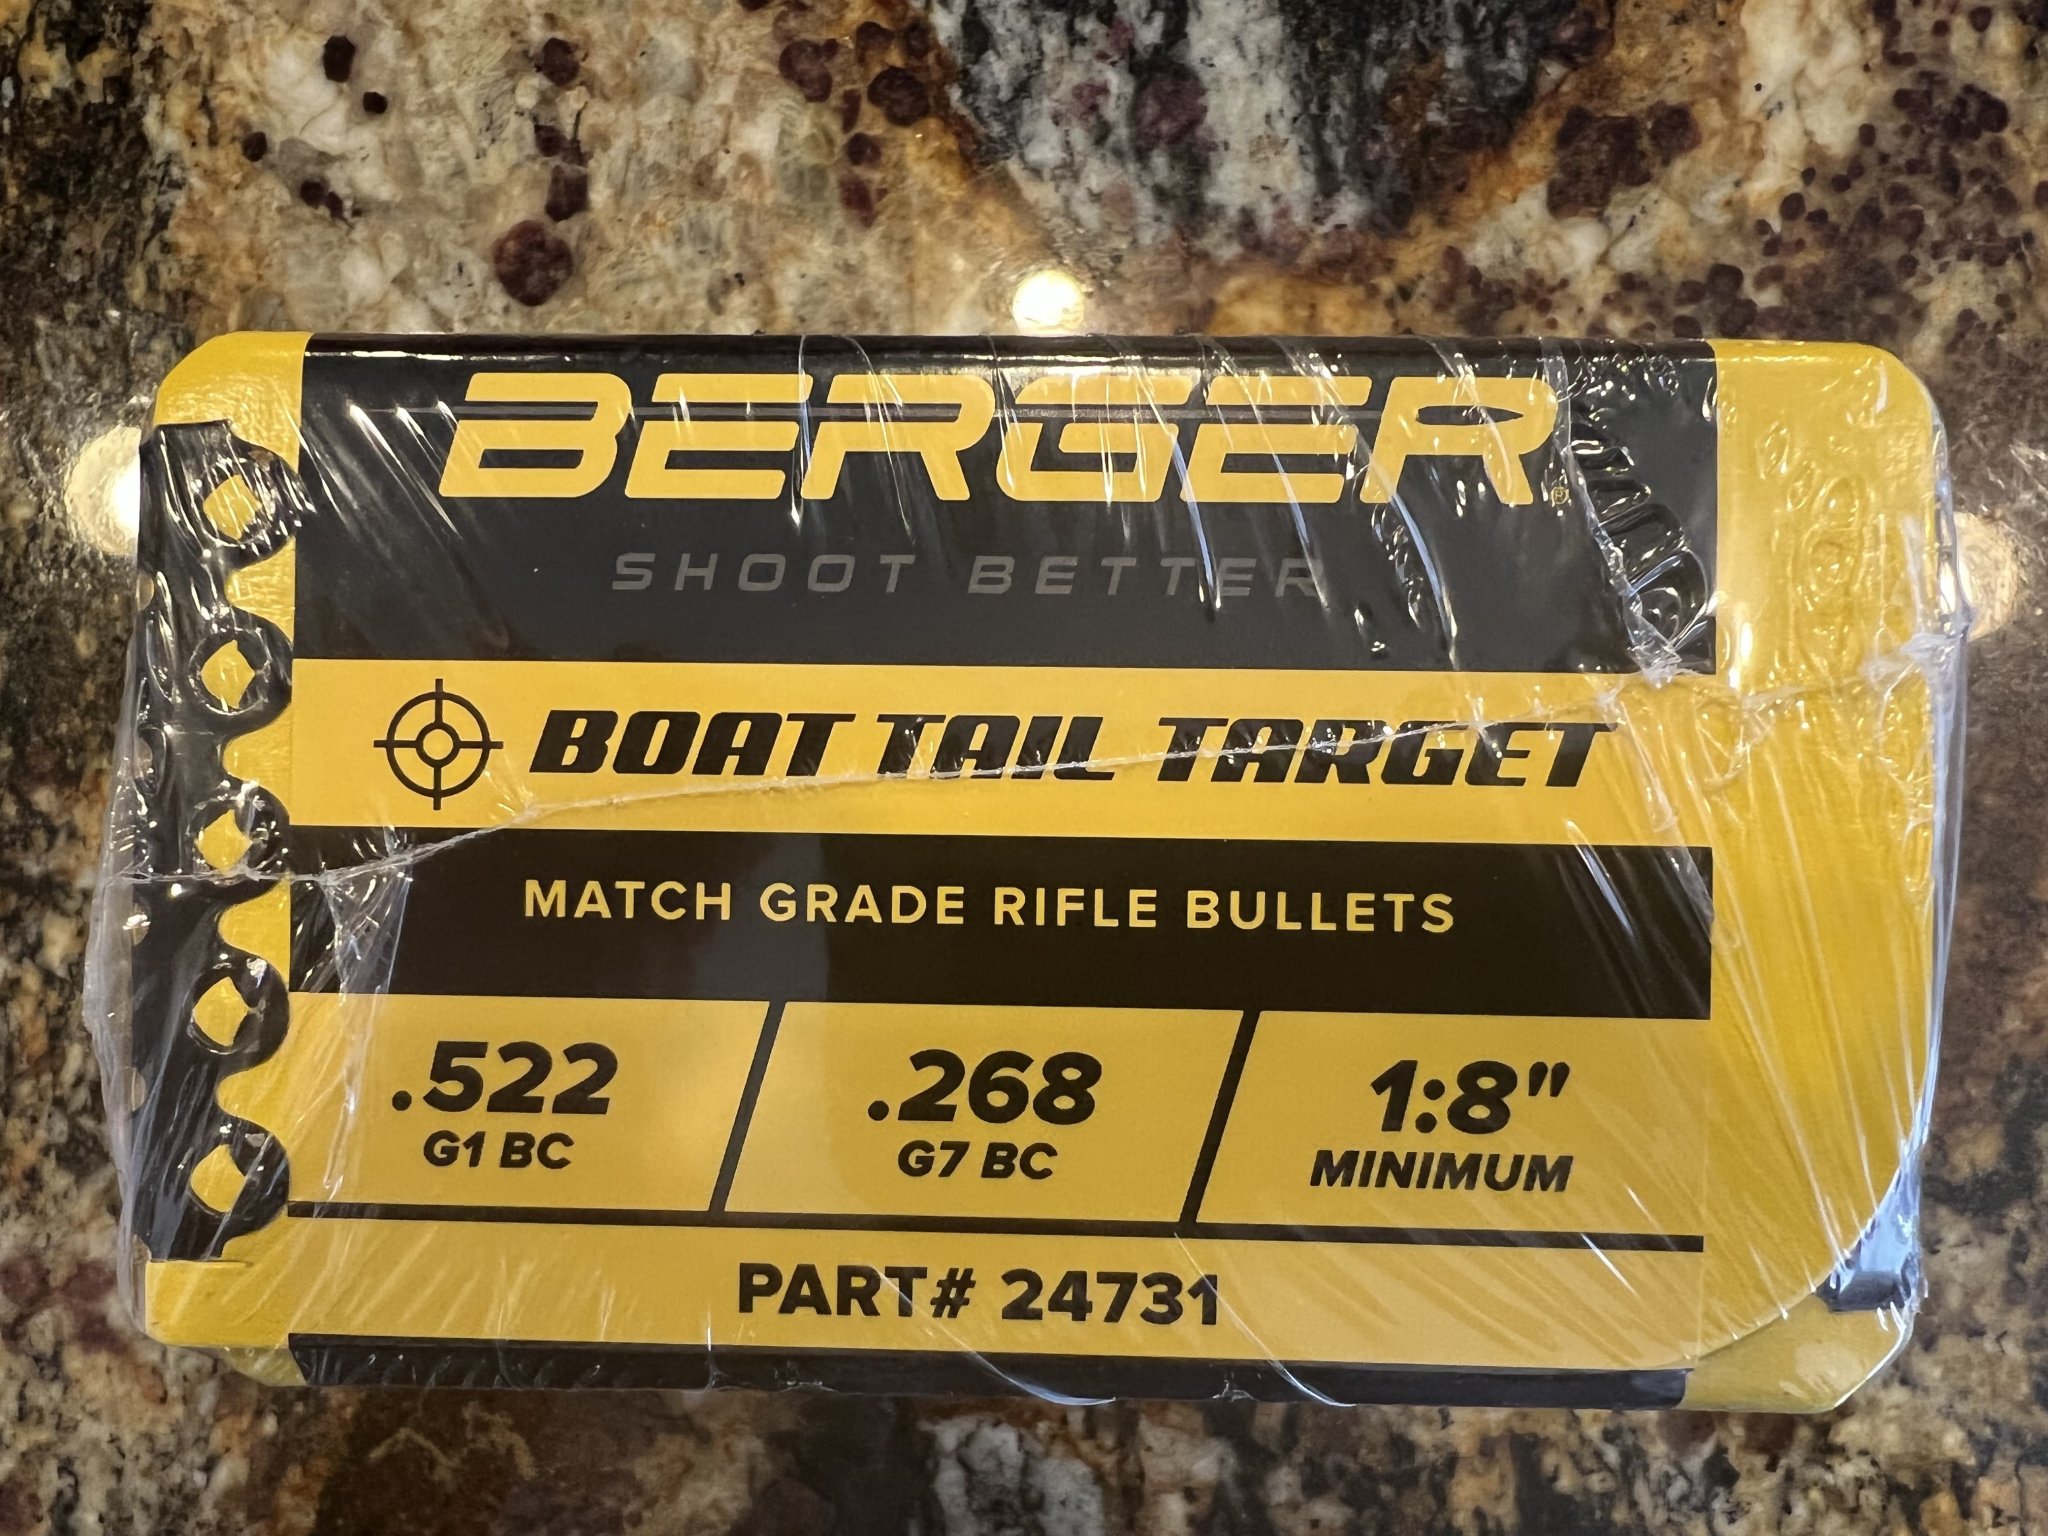 BERGER®
SHOOT BETTER
BOAT TAIL TARGET
MATCH GRADE RIFLE BULLETS
.522 .268 1:8"
G1 BC G7 BC MINIMUM
PART# 24731